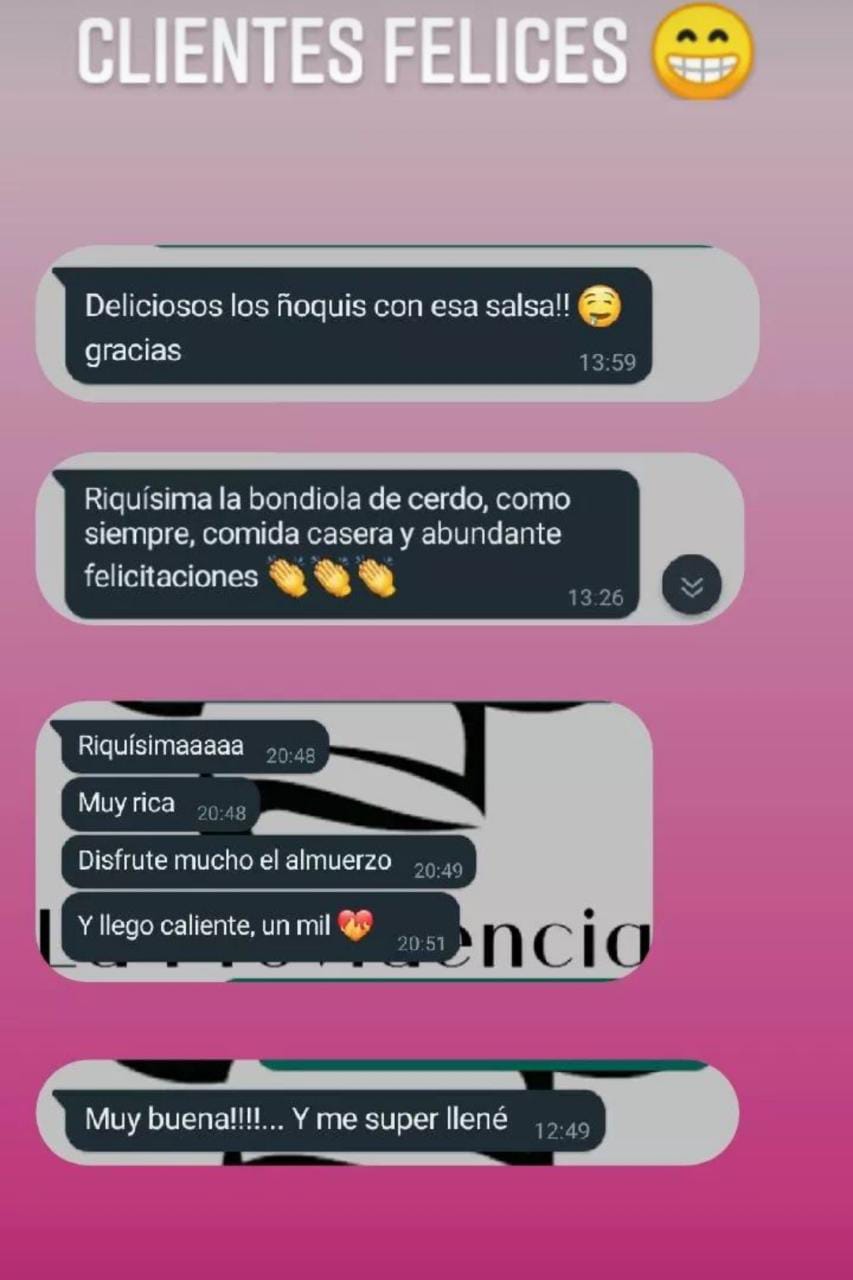 CLIENTES FELICES 😁
Deliciosos los ñoquis con esa salsa!! 🤤
gracias
13:59
Riquísima la bondiola de cerdo, como
siempre, comida casera y abundante
felicitaciones 👏👏👏
13:26
Riquísimaaaaa 20:48
Muy rica 20:48
Disfrute mucho el almuerzo 20:49
Y llego caliente, un mil ❤️‍🔥 20:51
Muy buena!!!!... Y me super llené 12:49